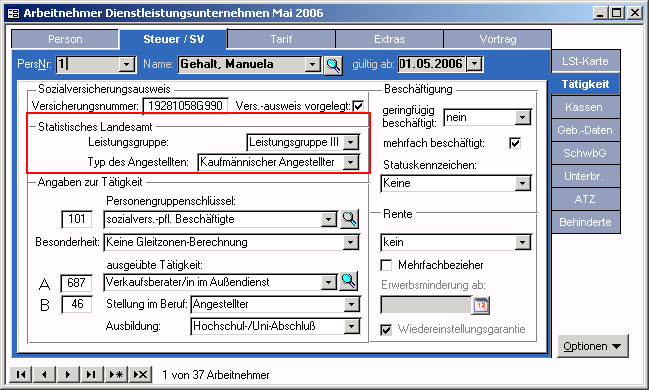 Arbeitnehmer Dienstleistungsunternehmen Mai 2006
Person Steuer / SV Tarif Extras Vortrag
PersNr: 1 Name: Gehalt, Manuela gültig ab: 01.05.2006
LSt-Karte
Tätigkeit
Kassen
Geb.-Daten
SchwbG
Unterbr.
ATZ
Behinderte
Sozialversicherungsausweis
Versicherungsnummer: 19281058G990 Vers.-ausweis vorgelegt:
Statistisches Landesamt
Leistungsgruppe: Leistungsgruppe III
Typ des Angestellten: Kaufmännischer Angestellter
Angaben zur Tätigkeit
Personengruppenschlüssel:
101 sozialvers.-pfl. Beschäftigte
Besonderheit: Keine Gleitzonen-Berechnung
ausgeübte Tätigkeit:
A 687 Verkaufsberater/in im Außendienst
B 46 Stellung im Beruf: Angestellter
Ausbildung: Hochschul-/Uni-Abschluß
Beschäftigung
geringfügig
beschäftigt: nein
mehrfach beschäftigt:
Statuskennzeichen:
Keine
Rente
kein
Mehrfachbezieher
Erwerbsminderung ab:
12
Wiedereinstellungsgarantie
Optionen
1 von 37 Arbeitnehmer